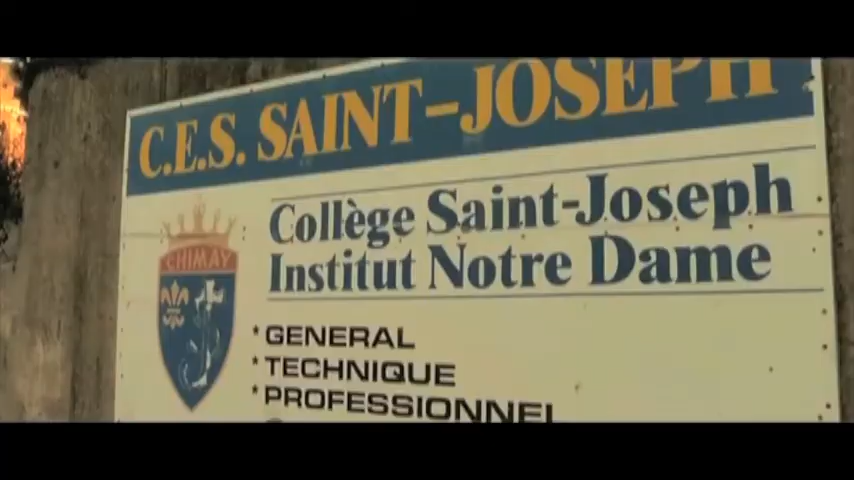 C.E.S. SAINT-JOSEPH
Collège Saint-Joseph
Institut Notre Dame
CHIMAY
* GENERAL
* TECHNIQUE
* PROFESSIONNEL